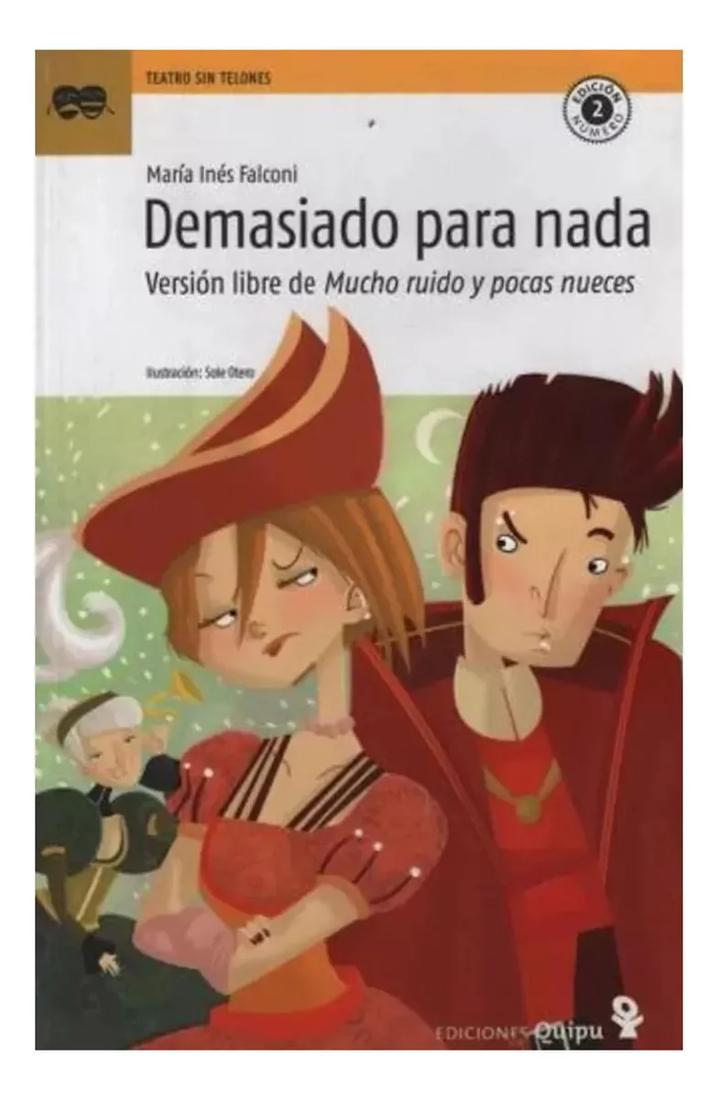 TEATRO SIN TELONES
EDICIÓN
2
NÚMERO
María Inés Falconi
Demasiado para nada
Versión libre de Mucho ruido y pocas nueces
Ilustración: Sole Otero
EDICIONES Quipu